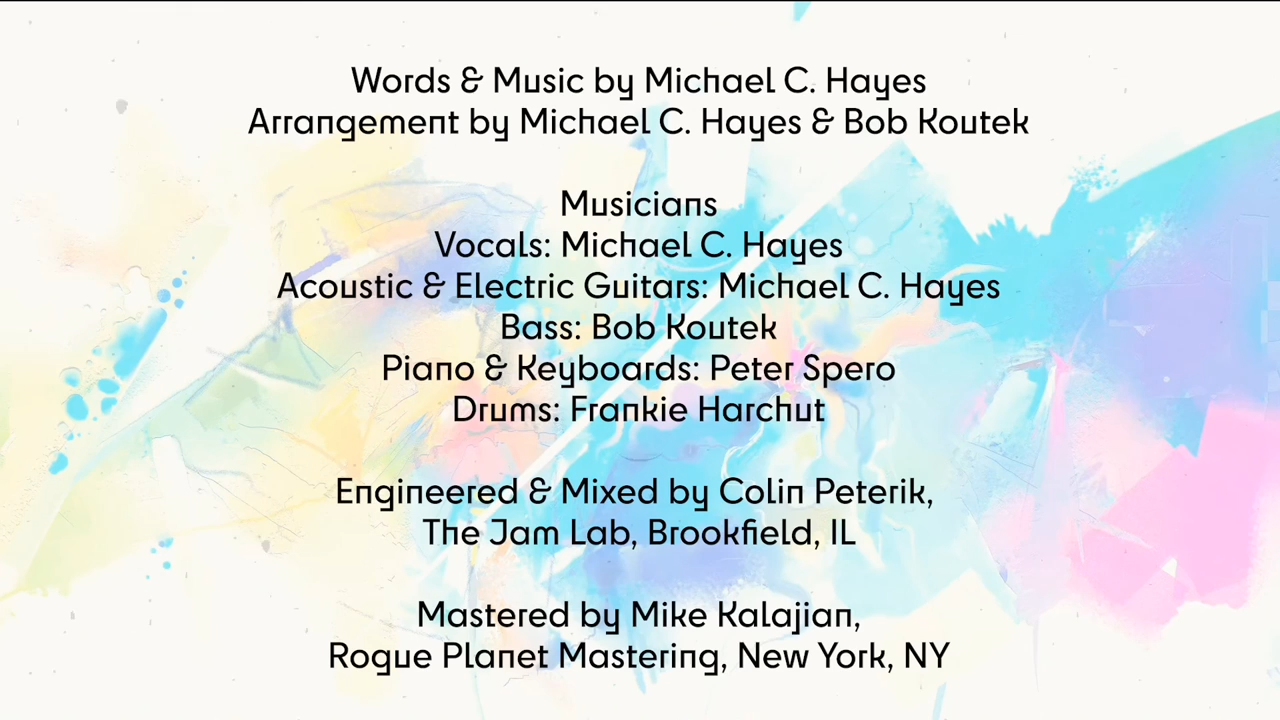 Words & Music by Michael C. Hayes
Arrangement by Michael C. Hayes & Bob Koutek
Musicians
Vocals: Michael C. Hayes
Acoustic & Electric Guitars: Michael C. Hayes
Bass: Bob Koutek
Piano & Keyboards: Peter Spero
Drums: Frankie Harchut
Engineered & Mixed by Colin Peterik,
The Jam Lab, Brookfield, IL
Mastered by Mike Kalajian,
Rogue Planet Mastering, New York, NY